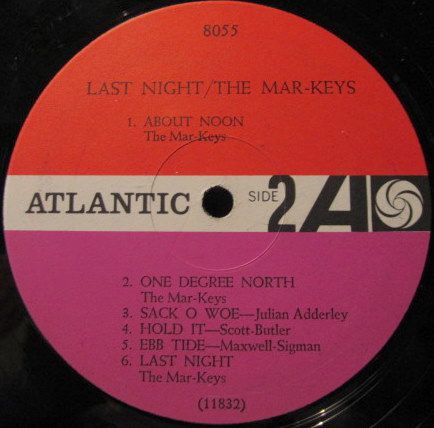 8055
LAST NIGHT/THE MAR-KEYS
1. ABOUT NOON
The Mar-Keys
ATLANTIC SIDE 2 A
2. ONE DEGREE NORTH
The Mar-Keys
3. SACK O WOE—Julian Adderley
4. HOLD IT—Scott-Butler
5. EBB TIDE—Maxwell-Sigman
6. LAST NIGHT
The Mar-Keys
(11832)